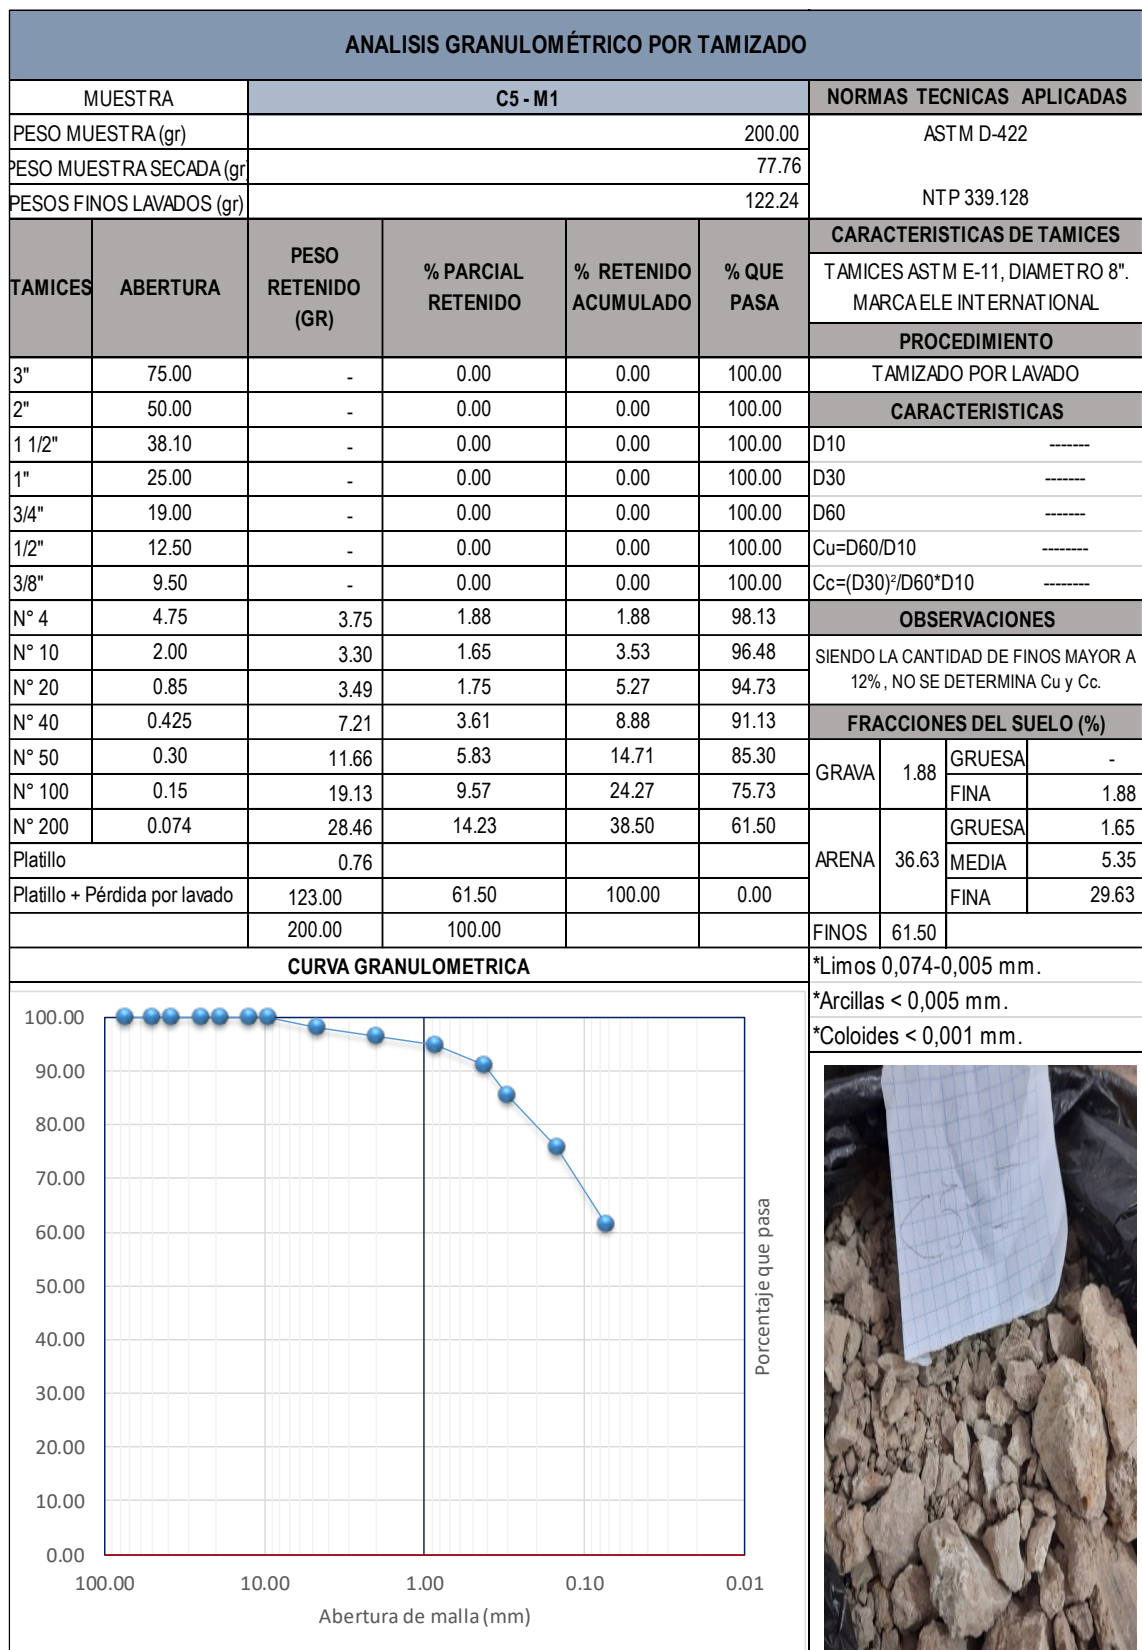 ANALISIS GRANULOMÉTRICO POR TAMIZADO
MUESTRA C5 - M1 NORMAS TECNICAS APLICADAS
PESO MUESTRA (gr) 200.00 ASTM D-422
PESO MUESTRA SECADA (gr) 77.76
PESOS FINOS LAVADOS (gr) 122.24 NTP 339.128
TAMICES ABERTURA PESO RETENIDO (GR) % PARCIAL RETENIDO % RETENIDO ACUMULADO % QUE PASA
CARACTERISTICAS DE TAMICES
TAMICES ASTM E-11, DIAMETRO 8".
MARCA ELE INTERNATIONAL
PROCEDIMIENTO
3" 75.00 - 0.00 0.00 100.00 TAMIZADO POR LAVADO
2" 50.00 - 0.00 0.00 100.00 CARACTERISTICAS
1 1/2" 38.10 - 0.00 0.00 100.00 D10 -------
1" 25.00 - 0.00 0.00 100.00 D30 -------
3/4" 19.00 - 0.00 0.00 100.00 D60 -------
1/2" 12.50 - 0.00 0.00 100.00 Cu=D60/D10 --------
3/8" 9.50 - 0.00 0.00 100.00 Cc=(D30)²/D60*D10 --------
N° 4 4.75 3.75 1.88 1.88 98.13 OBSERVACIONES
N° 10 2.00 3.30 1.65 3.53 96.48 SIENDO LA CANTIDAD DE FINOS MAYOR A
N° 20 0.85 3.49 1.75 5.27 94.73 12%, NO SE DETERMINA Cu y Cc.
N° 40 0.425 7.21 3.61 8.88 91.13 FRACCIONES DEL SUELO (%)
N° 50 0.30 11.66 5.83 14.71 85.30 GRAVA 1.88 GRUESA -
N° 100 0.15 19.13 9.57 24.27 75.73 FINA 1.88
N° 200 0.074 28.46 14.23 38.50 61.50 GRUESA 1.65
Platillo 0.76 ARENA 36.63 MEDIA 5.35
Platillo + Pérdida por lavado 123.00 61.50 100.00 0.00 FINA 29.63
200.00 100.00 FINOS 61.50
CURVA GRANULOMETRICA *Limos 0,074-0,005 mm.
*Arcillas < 0,005 mm.
*Coloides < 0,001 mm.
100.00
90.00
80.00
70.00
60.00
50.00
40.00
30.00
20.00
10.00
0.00
100.00 10.00 1.00 0.10 0.01
Abertura de malla (mm)
Porcentaje que pasa